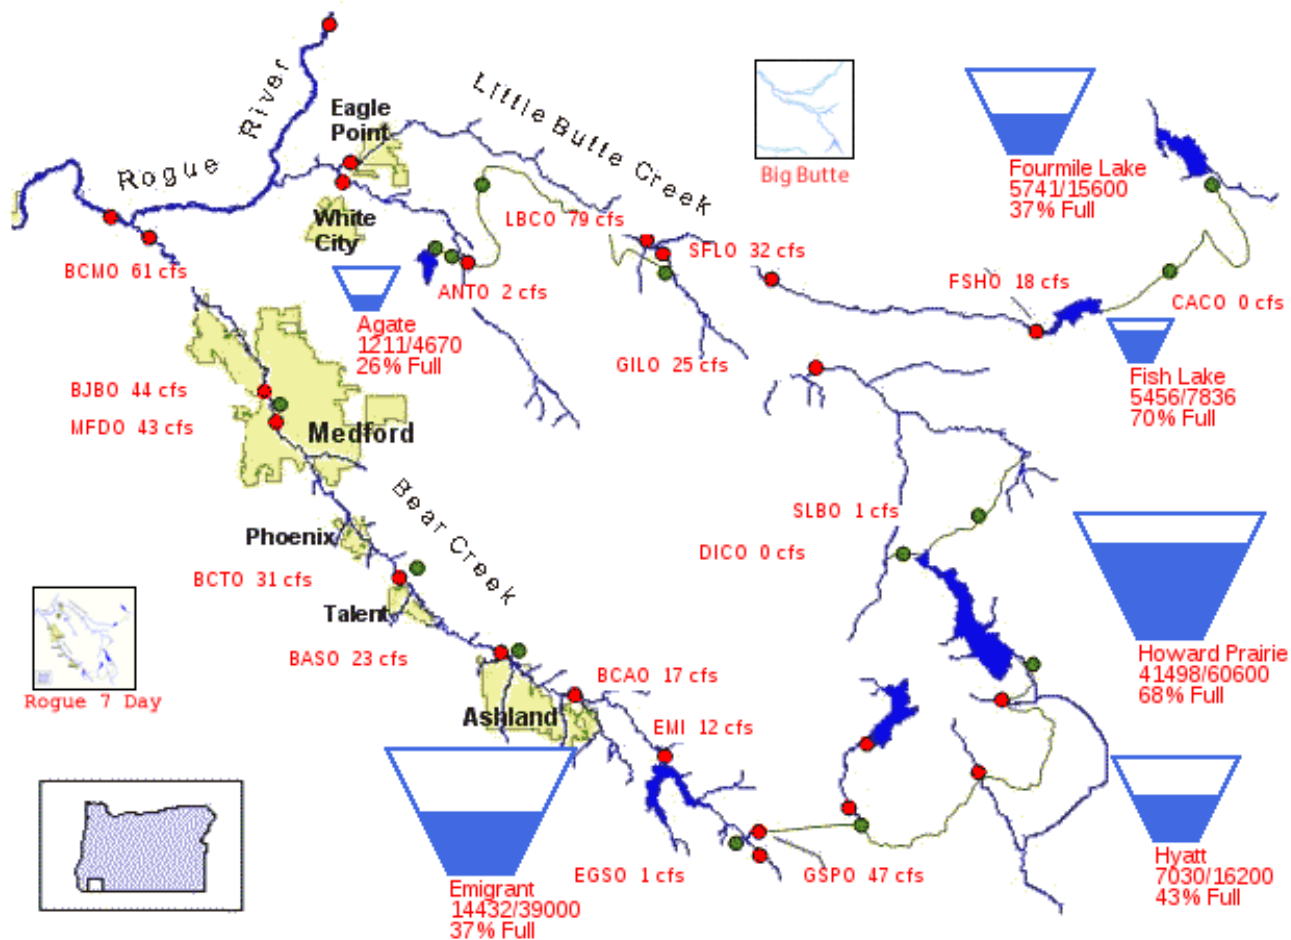 Rogue River
Little Butte Creek
Eagle
Point
Big Butte
Fourmile Lake
5741/15600
37% Full
White
City
LBCO 79 cfs
SFLO 32 cfs
BCMO 61 cfs
ANTO 2 cfs
FSHO 18 cfs
CACO 0 cfs
Agate
1211/4670
26% Full
GILO 25 cfs
Fish Lake
5456/7836
70% Full
BJBO 44 cfs
MFDO 43 cfs
Medford
Bear Creek
SLBO 1 cfs
Phoenix
DICO 0 cfs
BCTO 31 cfs
Talent
BASO 23 cfs
Howard Prairie
41498/60600
68% Full
BCAO 17 cfs
Rogue 7 Day
Ashland
EMI 12 cfs
EGSO 1 cfs
GSPO 47 cfs
Emigrant
14432/39000
37% Full
Hyatt
7030/16200
43% Full